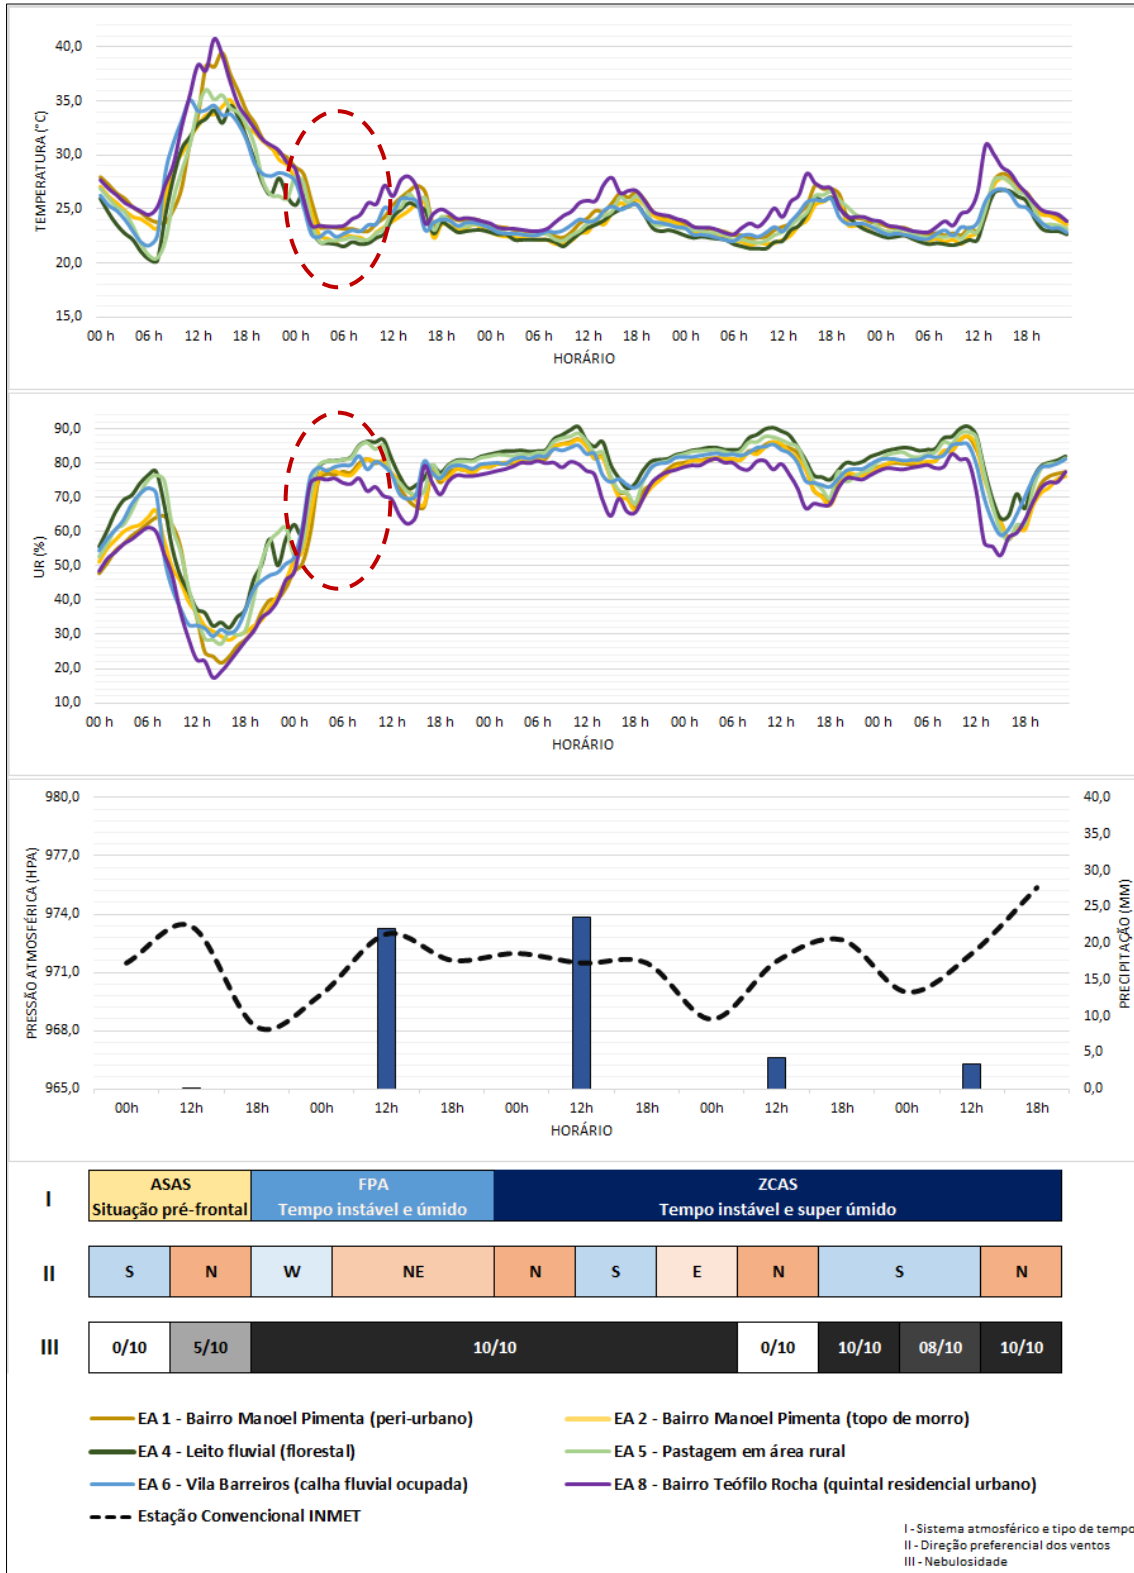 40,0
35,0
30,0
25,0
20,0
15,0
TEMPERATURA (°C)
00 h 06 h 12 h 18 h 00 h 06 h 12 h 18 h 00 h 06 h 12 h 18 h 00 h 06 h 12 h 18 h 00 h 06 h 12 h 18 h
HORÁRIO
90,0
80,0
70,0
60,0
50,0
40,0
30,0
20,0
10,0
UR (%)
00 h 06 h 12 h 18 h 00 h 06 h 12 h 18 h 00 h 06 h 12 h 18 h 00 h 06 h 12 h 18 h 00 h 06 h 12 h 18 h
HORÁRIO
980,0
977,0
974,0
971,0
968,0
965,0
PRESSÃO ATMOSFÉRICA (HPA)
40,0
35,0
30,0
25,0
20,0
15,0
10,0
5,0
0,0
PRECIPITAÇÃO (MM)
00h 12h 18h 00h 12h 18h 00h 12h 18h 00h 12h 18h 00h 12h 18h
HORÁRIO
I
ASAS
Situação pré-frontal
FPA
Tempo instável e úmido
ZCAS
Tempo instável e super úmido
II
S N W NE N S E N S N
III
0/10 5/10 10/10 0/10 10/10 08/10 10/10
EA 1 - Bairro Manoel Pimenta (peri-urbano)
EA 2 - Bairro Manoel Pimenta (topo de morro)
EA 4 - Leito fluvial (florestal)
EA 5 - Pastagem em área rural
EA 6 - Vila Barreiros (calha fluvial ocupada)
EA 8 - Bairro Teófilo Rocha (quintal residencial urbano)
Estação Convencional INMET
I - Sistema atmosférico e tipo de tempo
II - Direção preferencial dos ventos
III - Nebulosidade